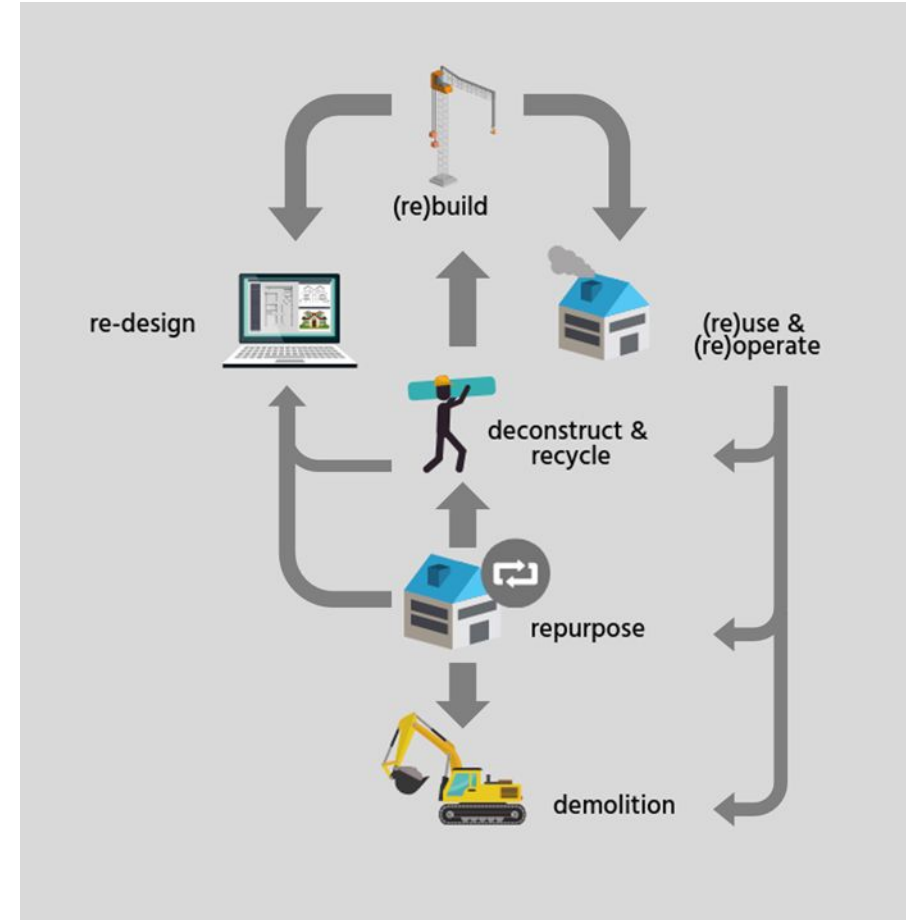 (re)build
re-design
(re)use &
(re)operate
deconstruct &
recycle
repurpose
demolition